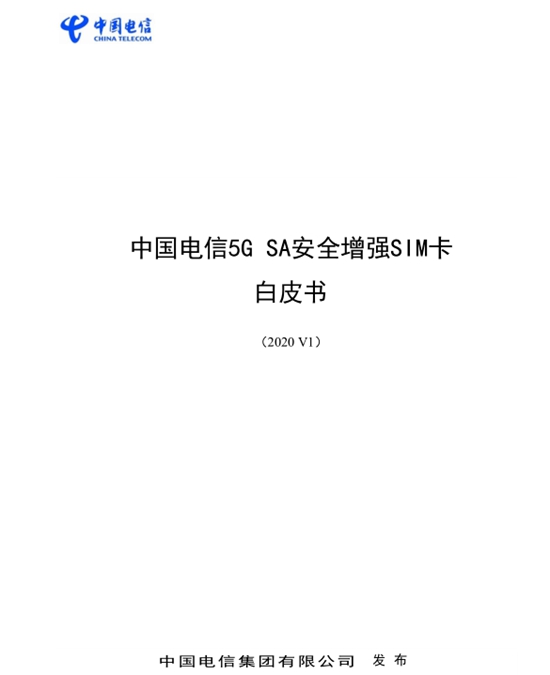 中国电信
CHINA TELECOM
中国电信5G SA安全增强SIM卡
白皮书
（2020 V1）
中国电信集团有限公司 发布